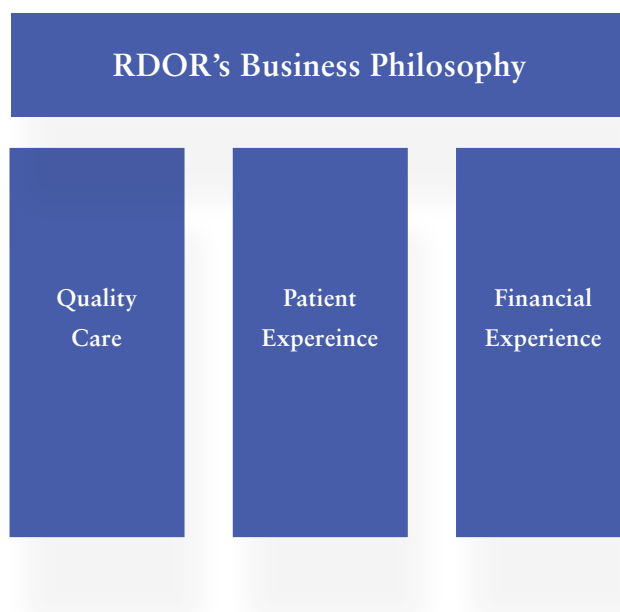 RDOR's Business Philosophy
Quality
Care
Patient
Expereince
Financial
Experience